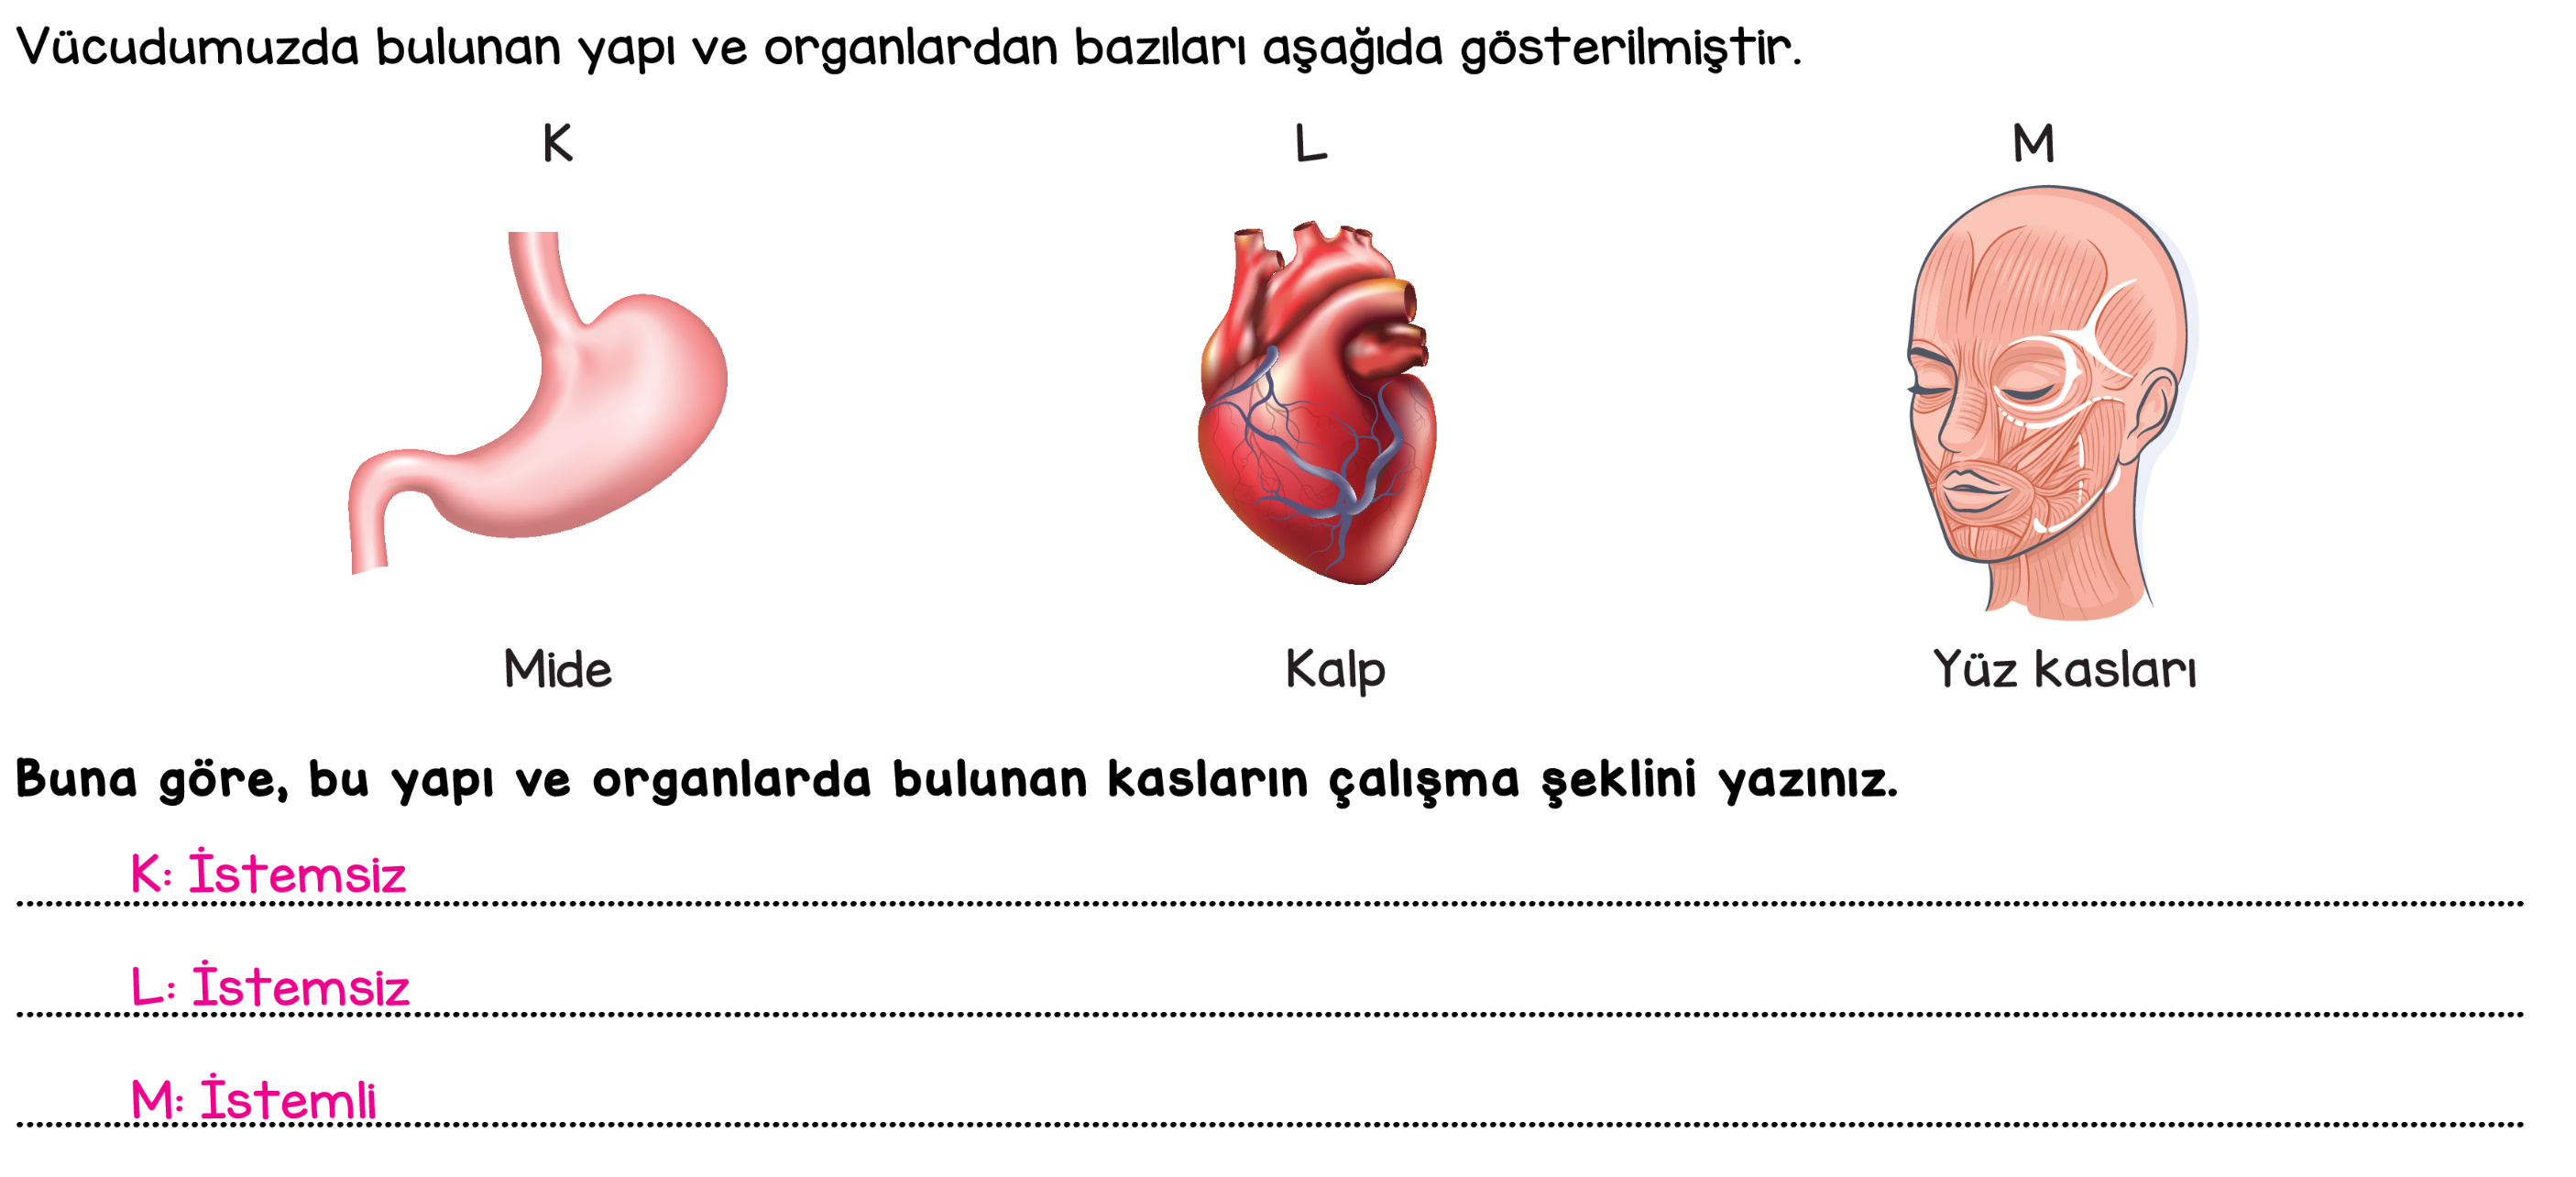 Vücudumuzda bulunan yapı ve organlardan bazıları aşağıda gösterilmiştir.
K L M
Mide Kalp Yüz kasları
Buna göre, bu yapı ve organlarda bulunan kasların çalışma şeklini yazınız.
K: İstemsiz
L: İstemsiz
M: İstemli